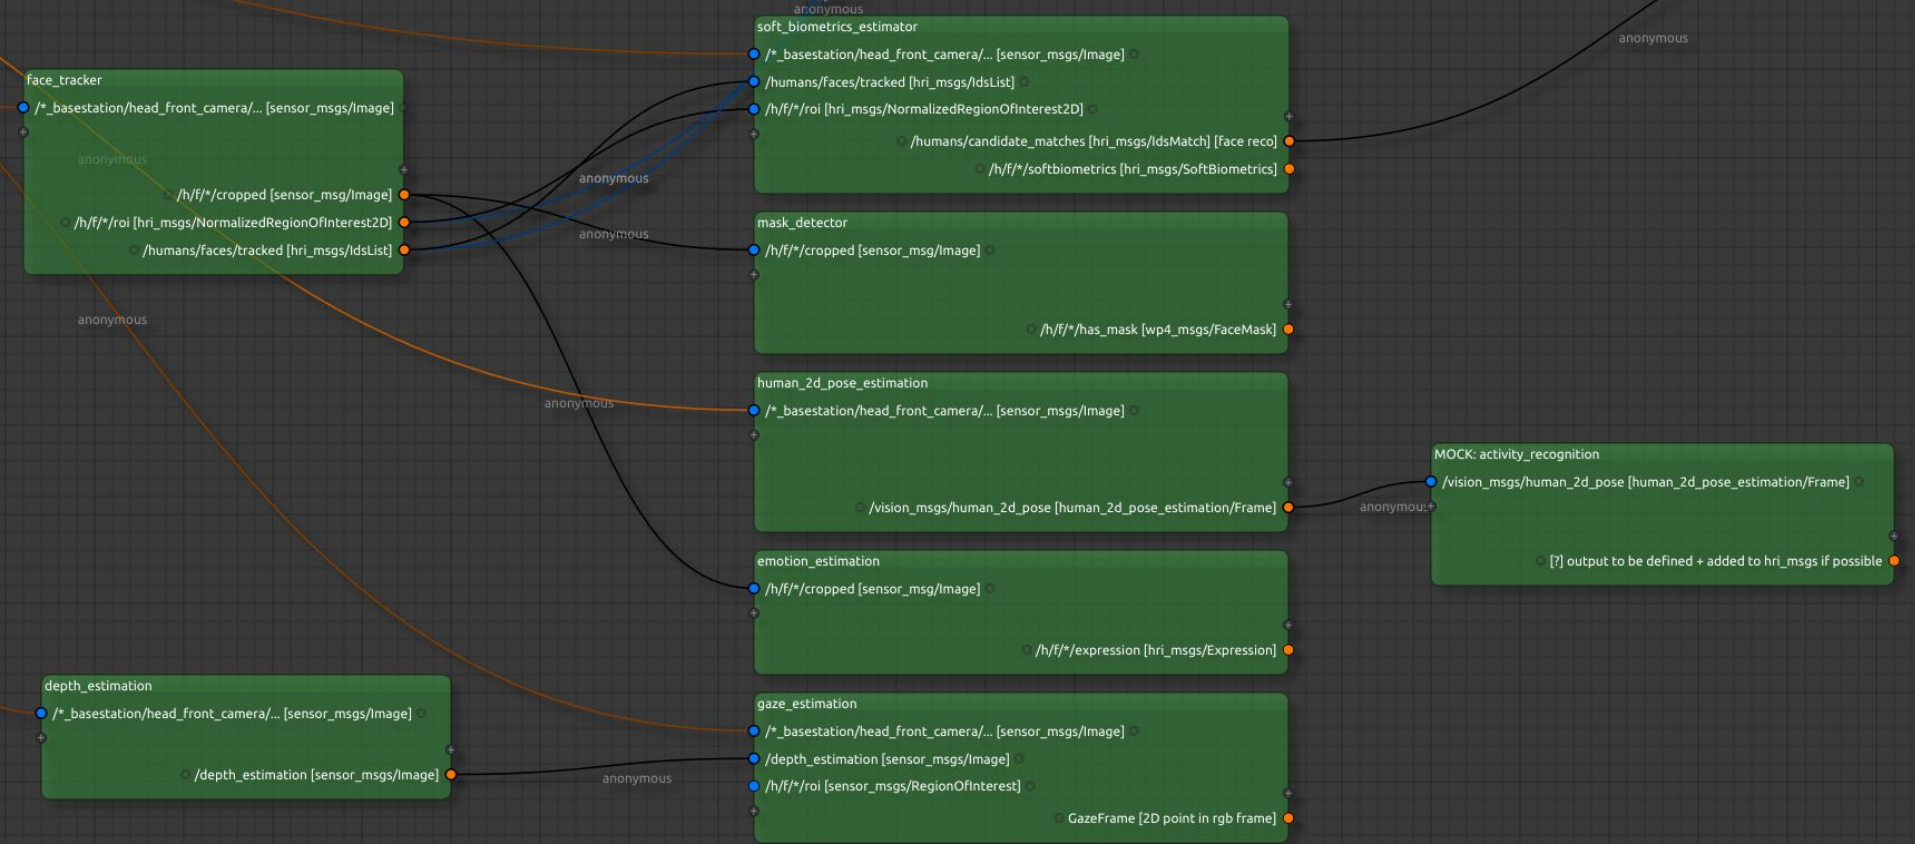 anonymous
soft_biometrics_estimator
/*_basestation/head_front_camera/... [sensor_msgs/Image]
/humans/faces/tracked [hri_msgs/IdsList]
/h/f/*/roi [hri_msgs/NormalizedRegionOfInterest2D]
/humans/candidate_matches [hri_msgs/IdsMatch] [face reco]
/h/f/*/softbiometrics [hri_msgs/SoftBiometrics]
anonymous
face_tracker
/*_basestation/head_front_camera/... [sensor_msgs/Image]
anonymous
/h/f/*/cropped [sensor_msg/Image]
/h/f/*/roi [hri_msgs/NormalizedRegionOfInterest2D]
/humans/faces/tracked [hri_msgs/IdsList]
anonymous
anonymous
mask_detector
/h/f/*/cropped [sensor_msg/Image]
/h/f/*/has_mask [wp4_msgs/FaceMask]
anonymous
human_2d_pose_estimation
/*_basestation/head_front_camera/... [sensor_msgs/Image]
/vision_msgs/human_2d_pose [human_2d_pose_estimation/Frame]
anonymous
anonymous
MOCK: activity_recognition
/vision_msgs/human_2d_pose [human_2d_pose_estimation/Frame]
[?] output to be defined + added to hri_msgs if possible
emotion_estimation
/h/f/*/cropped [sensor_msg/Image]
/h/f/*/expression [hri_msgs/Expression]
depth_estimation
/*_basestation/head_front_camera/... [sensor_msgs/Image]
/depth_estimation [sensor_msgs/Image]
anonymous
gaze_estimation
/*_basestation/head_front_camera/... [sensor_msgs/Image]
/depth_estimation [sensor_msgs/Image]
/h/f/*/roi [sensor_msgs/RegionOfInterest]
GazeFrame [2D point in rgb frame]